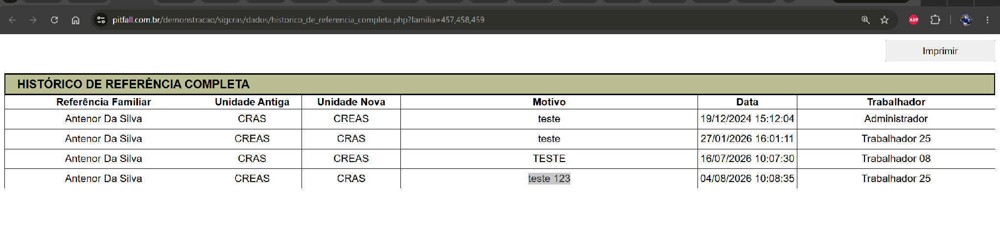 pitfall.com.br/demonstracao/sigcras/dados/historico_de_referencia_completa.php?familia=457,458,459
ABP
Imprimir
HISTÓRICO DE REFERÊNCIA COMPLETA
Referência Familiar Unidade Antiga Unidade Nova Motivo Data Trabalhador
Antenor Da Silva CRAS CREAS teste 19/12/2024 15:12:04 Administrador
Antenor Da Silva CREAS CRAS teste 27/01/2026 16:01:11 Trabalhador 25
Antenor Da Silva CRAS CREAS TESTE 16/07/2026 10:07:30 Trabalhador 08
Antenor Da Silva CREAS CRAS teste 123 04/08/2026 10:08:35 Trabalhador 25